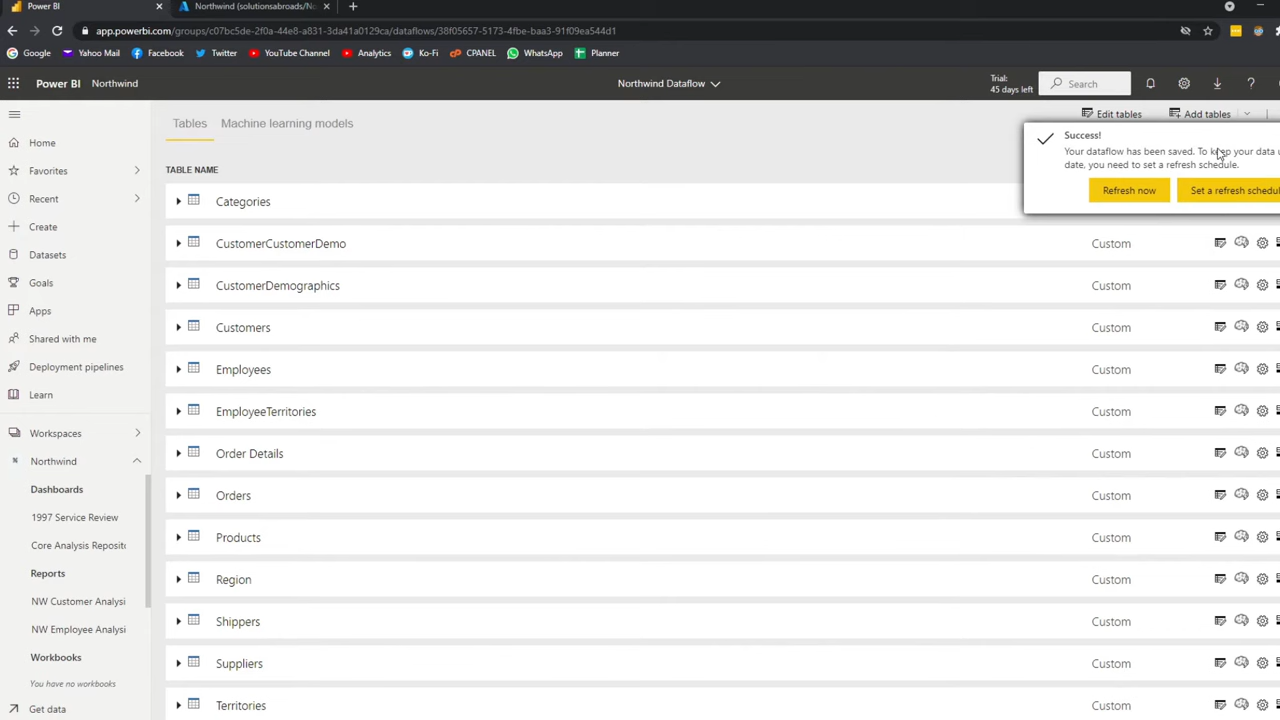 Power BI
Northwind (solutionsabroads/No
app.powerbi.com/groups/c07bc5de-2f0a-44e8-a831-3da41a0129ca/dataflows/38f05657-5173-4fbe-baa3-91f09ea544d1
Google Yahoo Mail Facebook Twitter YouTube Channel Analytics Ko-Fi CPANEL WhatsApp Planner
Power BI Northwind
Northwind Dataflow
Trial:
45 days left
Search
Tables Machine learning models
Edit tables Add tables
Success!
Your dataflow has been saved. To keep your data u
date, you need to set a refresh schedule.
Refresh now Set a refresh schedul
Home
Favorites
Recent
Create
Datasets
Goals
Apps
Shared with me
Deployment pipelines
Learn
Workspaces
Northwind
Dashboards
1997 Service Review
Core Analysis Reposito
Reports
NW Customer Analysi
NW Employee Analysi
Workbooks
You have no workbooks
Get data
TABLE NAME
Categories
CustomerCustomerDemo Custom
CustomerDemographics Custom
Customers Custom
Employees Custom
EmployeeTerritories Custom
Order Details Custom
Orders Custom
Products Custom
Region Custom
Shippers Custom
Suppliers Custom
Territories Custom